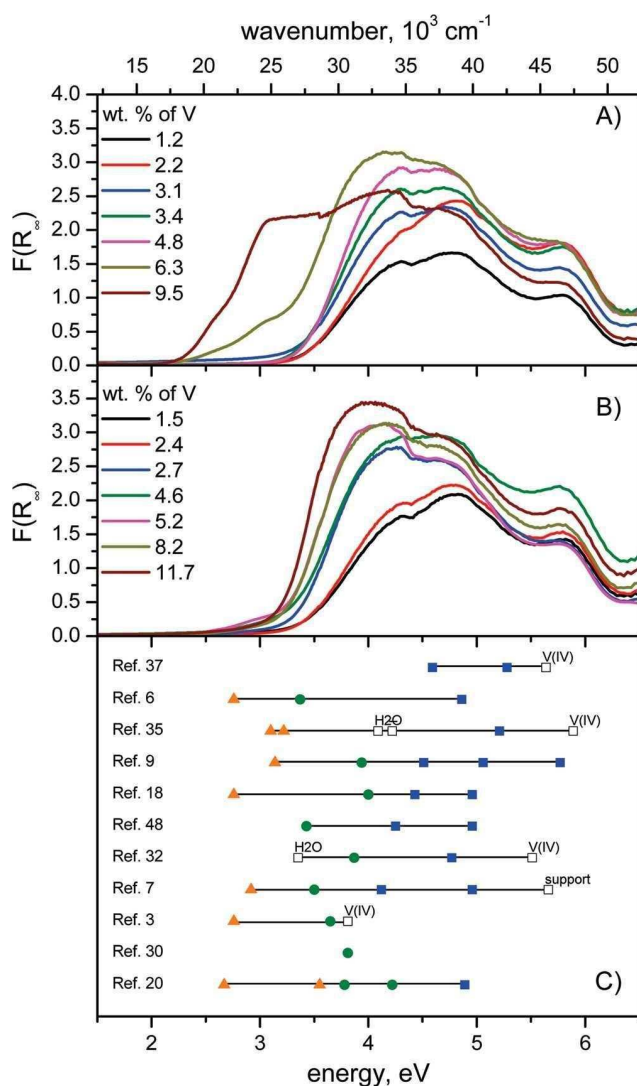 wavenumber, 10³ cm⁻¹
15 20 25 30 35 40 45 50
4.0
3.5
3.0
2.5
2.0
1.5
1.0
0.5
0.0
F(R∞)
wt. % of V
1.2
2.2
3.1
3.4
4.8
6.3
9.5
A)
3.5
3.0
2.5
2.0
1.5
1.0
0.5
0.0
F(R∞)
wt. % of V
1.5
2.4
2.7
4.6
5.2
8.2
11.7
B)
Ref. 37 V(IV)
Ref. 6
Ref. 35 H2O V(IV)
Ref. 9
Ref. 18
Ref. 48
Ref. 32 H2O V(IV)
Ref. 7 support
Ref. 3 V(IV)
Ref. 30
Ref. 20
C)
2 3 4 5 6
energy, eV